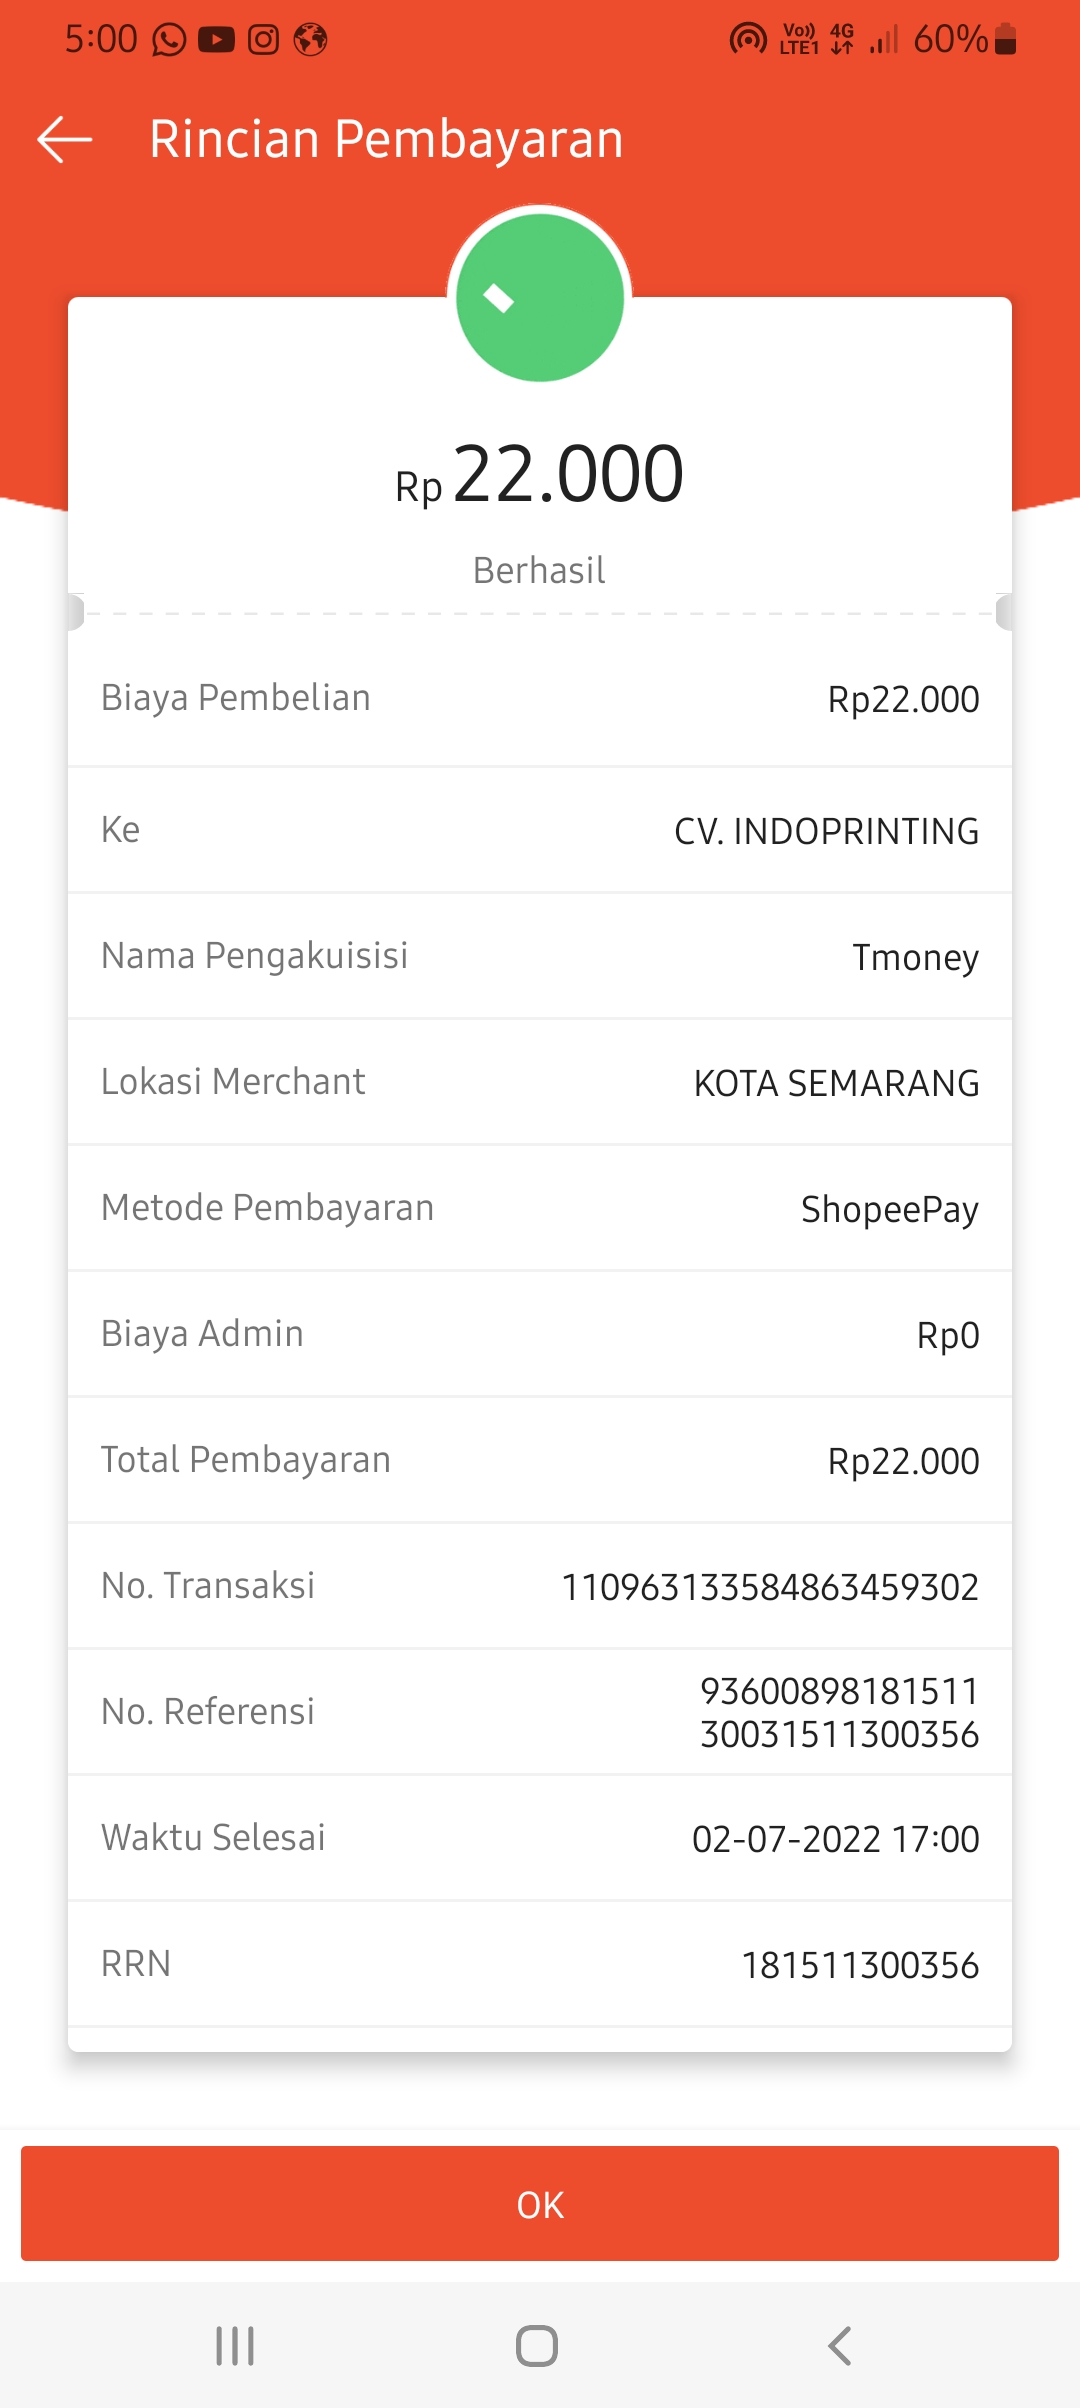 5:00 Vo)) LTE1 4G 60%
Rincian Pembayaran
Rp 22.000
Berhasil
Biaya Pembelian Rp22.000
Ke CV. INDOPRINTING
Nama Pengakuisisi Tmoney
Lokasi Merchant KOTA SEMARANG
Metode Pembayaran ShopeePay
Biaya Admin Rp0
Total Pembayaran Rp22.000
No. Transaksi 110963133584863459302
No. Referensi 93600898181511
30031511300356
Waktu Selesai 02-07-2022 17:00
RRN 181511300356
OK